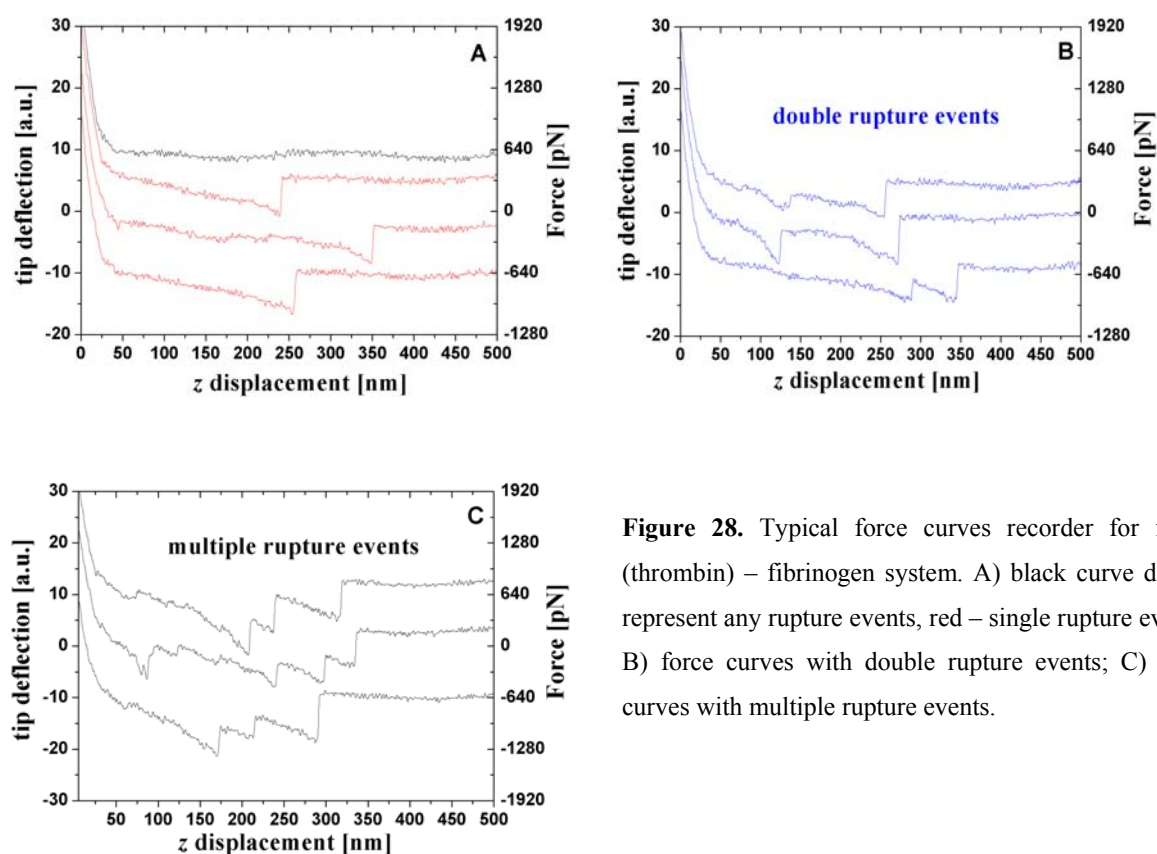 A
30
20
10
0
-10
-20
tip deflection [a.u.]
1920
1280
640
0
-640
-1280
Force [pN]
0 50 100 150 200 250 300 350 400 450 500
z displacement [nm]
B
double rupture events
30
20
10
0
-10
-20
tip deflection [a.u.]
1920
1280
640
0
-640
-1280
Force [pN]
0 50 100 150 200 250 300 350 400 450 500
z displacement [nm]
C
multiple rupture events
30
20
10
0
-10
-20
-30
tip deflection [a.u.]
1920
1280
640
0
-640
-1280
-1920
Force [pN]
50 100 150 200 250 300 350 400 450 500
z displacement [nm]
Figure 28. Typical force curves recorder for
(thrombin) – fibrinogen system. A) black curve
represent any rupture events, red – single rupture
B) force curves with double rupture events; C)
curves with multiple rupture events.